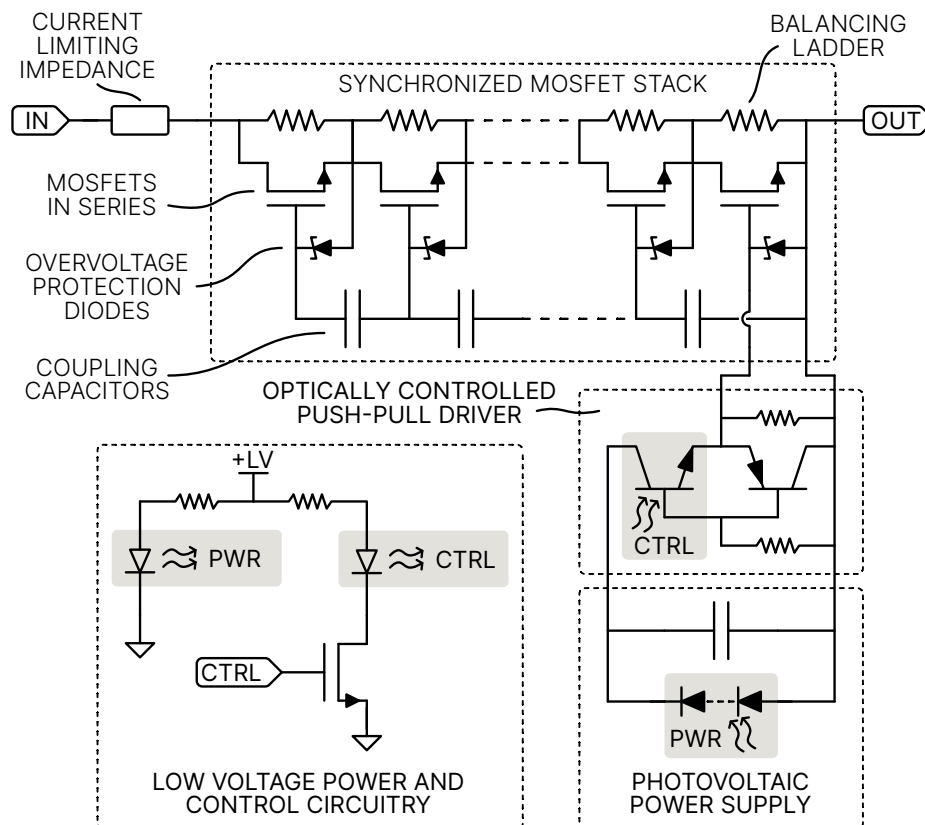 CURRENT
LIMITING
IMPEDANCE
BALANCING
LADDER
SYNCHRONIZED MOSFET STACK
IN
OUT
MOSFETS
IN SERIES
OVERVOLTAGE
PROTECTION
DIODES
COUPLING
CAPACITORS
OPTICALLY CONTROLLED
PUSH-PULL DRIVER
+LV
PWR
CTRL
CTRL
CTRL
PWR
LOW VOLTAGE POWER AND
CONTROL CIRCUITRY
PHOTOVOLTAIC
POWER SUPPLY